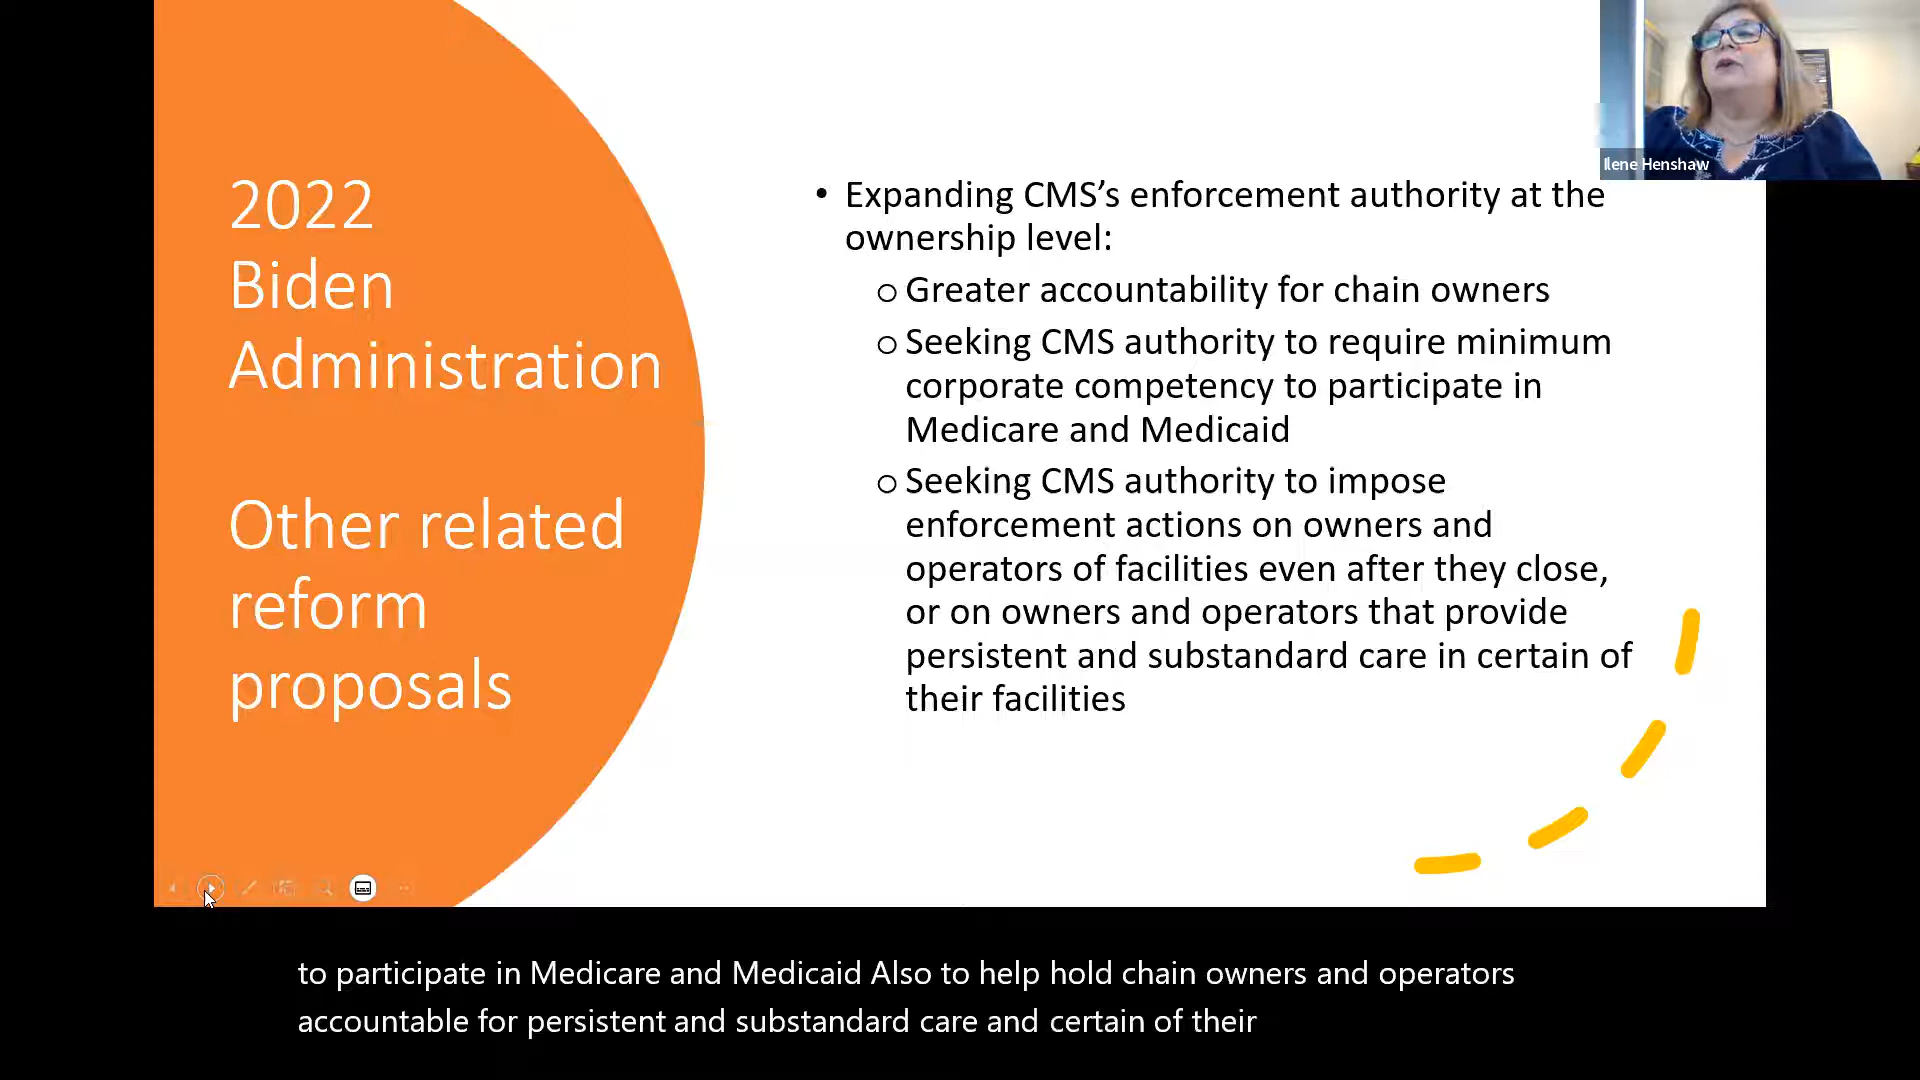 2022
Biden
Administration
Other related
reform
proposals
• Expanding CMS’s enforcement authority at the
ownership level:
o Greater accountability for chain owners
o Seeking CMS authority to require minimum
corporate competency to participate in
Medicare and Medicaid
o Seeking CMS authority to impose
enforcement actions on owners and
operators of facilities even after they close,
or on owners and operators that provide
persistent and substandard care in certain of
their facilities
Ilene Henshaw
to participate in Medicare and Medicaid Also to help hold chain owners and operators
accountable for persistent and substandard care and certain of their